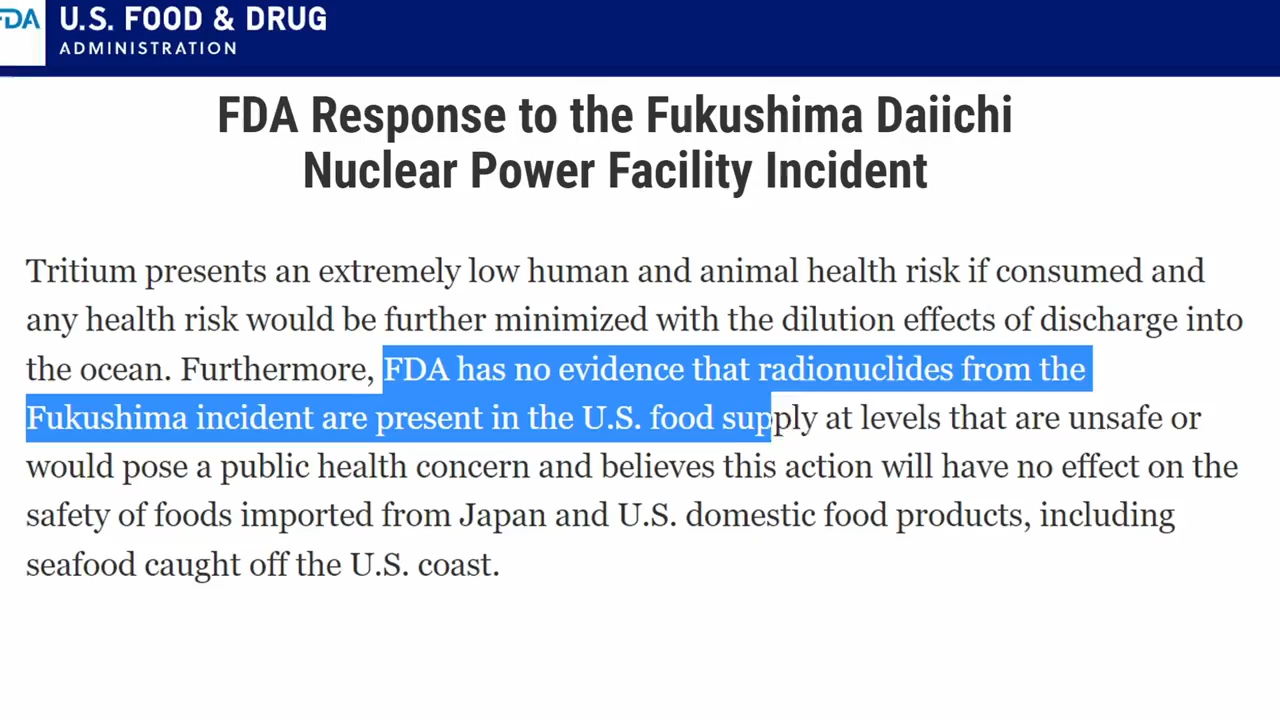 FDA
U.S. FOOD & DRUG
ADMINISTRATION
FDA Response to the Fukushima Daiichi
Nuclear Power Facility Incident
Tritium presents an extremely low human and animal health risk if consumed and
any health risk would be further minimized with the dilution effects of discharge into
the ocean. Furthermore, FDA has no evidence that radionuclides from the
Fukushima incident are present in the U.S. food supply at levels that are unsafe or
would pose a public health concern and believes this action will have no effect on the
safety of foods imported from Japan and U.S. domestic food products, including
seafood caught off the U.S. coast.